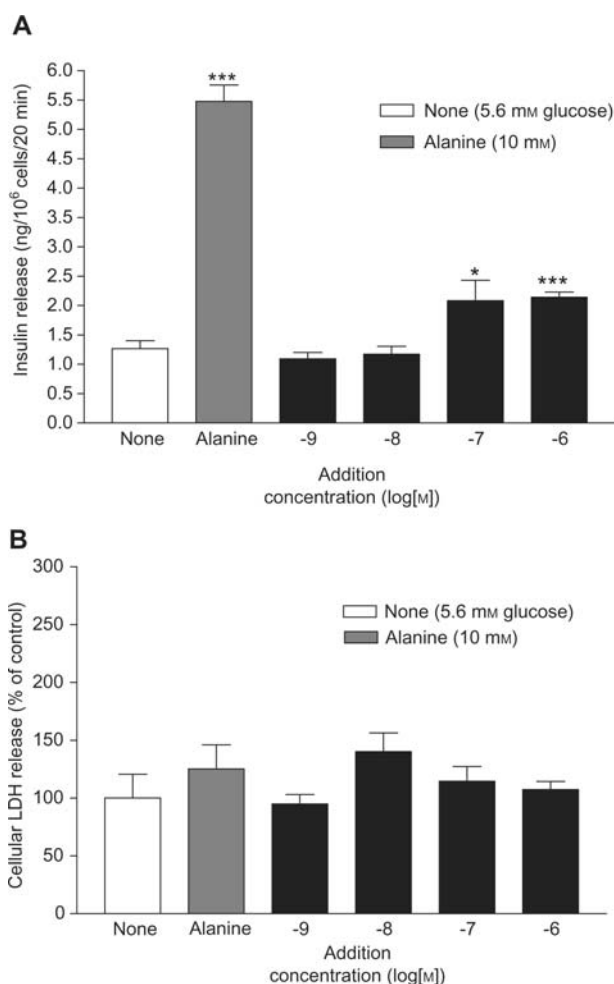 A
6.0
5.5
5.0
4.5
4.0
3.5
3.0
2.5
2.0
1.5
1.0
0.5
0.0
Insulin release (ng/10⁶ cells/20 min)
***
*
***
None (5.6 mM glucose)
Alanine (10 mM)
None Alanine -9 -8 -7 -6
Addition
concentration (log[M])
B
300
250
200
150
100
50
0
Cellular LDH release (% of control)
None (5.6 mM glucose)
Alanine (10 mM)
None Alanine -9 -8 -7 -6
Addition
concentration (log[M])